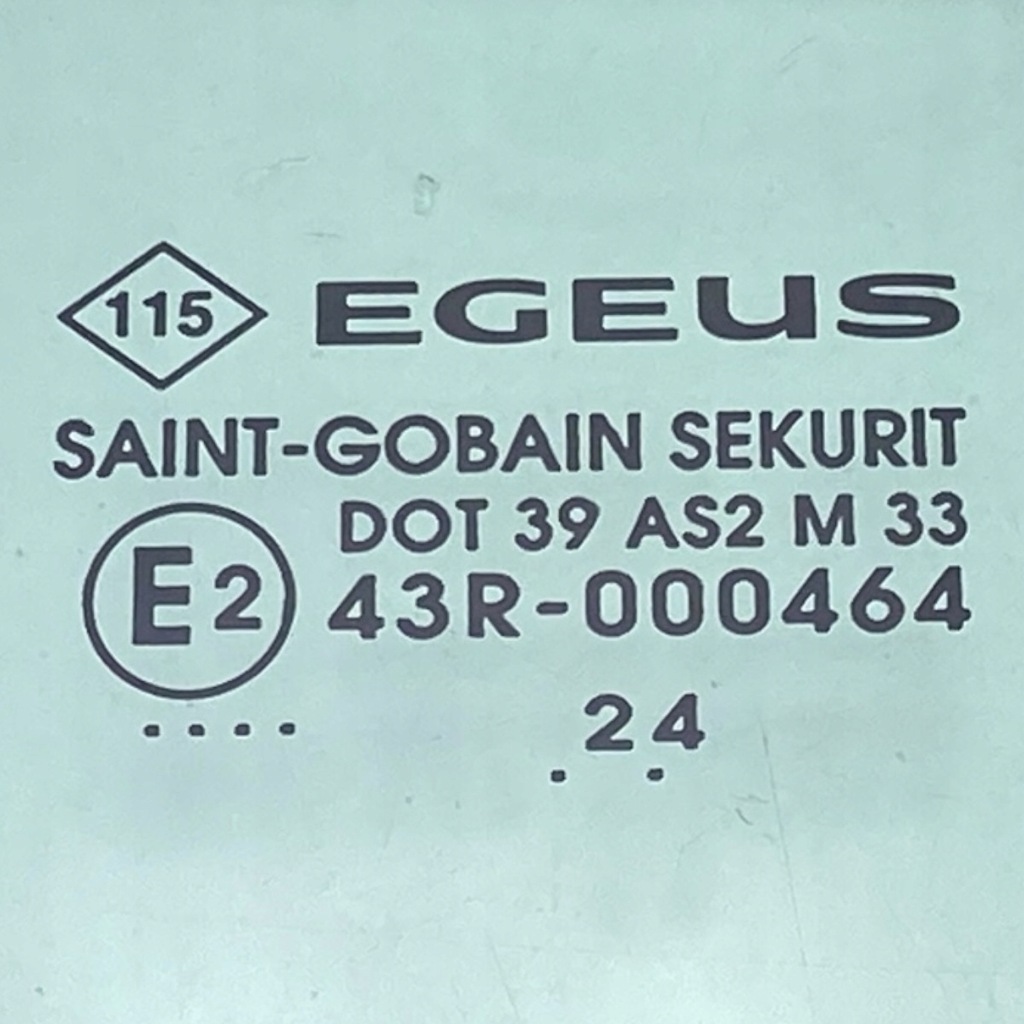 115 EGEUS
SAINT-GOBAIN SEKURIT
DOT 39 AS2 M 33
E2 43R-000464
.... 24
. .